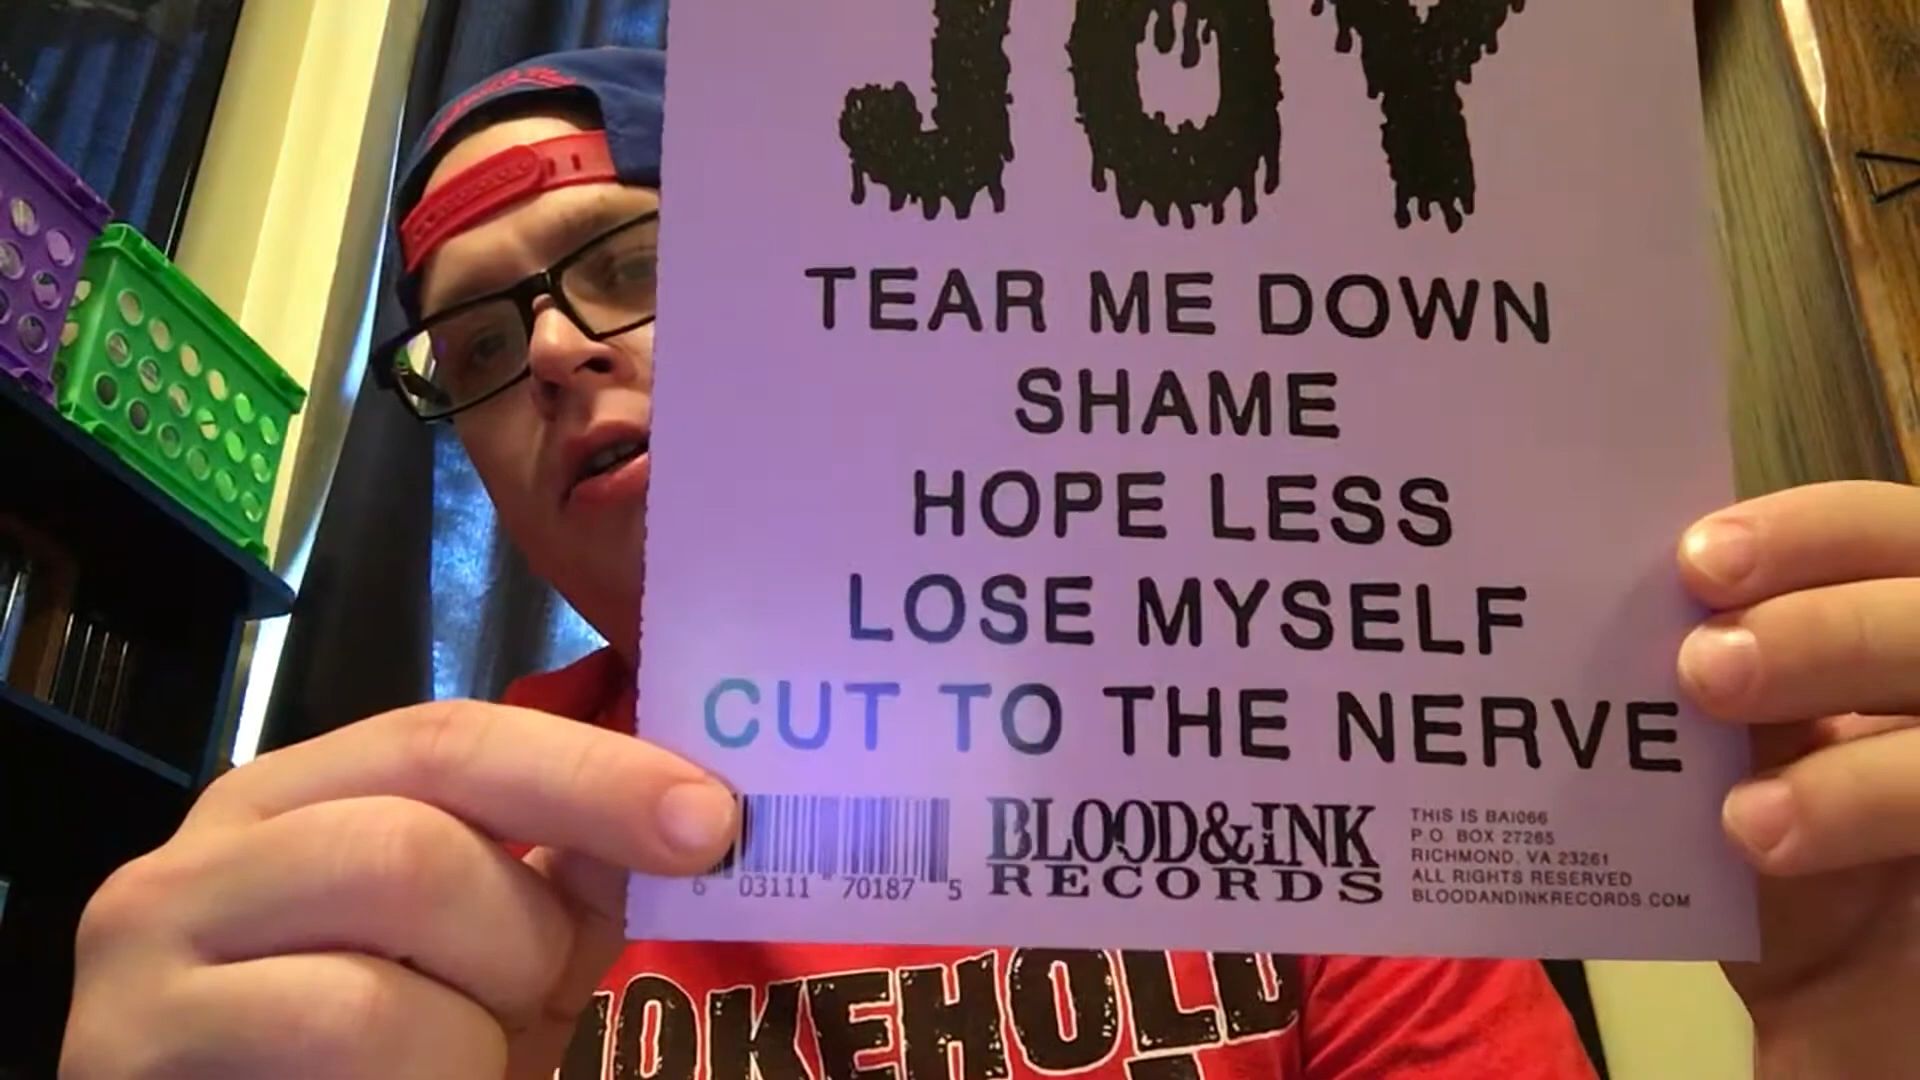 JOY
TEAR ME DOWN
SHAME
HOPE LESS
LOSE MYSELF
CUT TO THE NERVE
6 03111 70187 5
BLOOD&INK
RECORDS
THIS IS BAI066
P.O. BOX 27265
RICHMOND, VA 23261
ALL RIGHTS RESERVED
BLOODANDINKRECORDS.COM
OKEHOLD